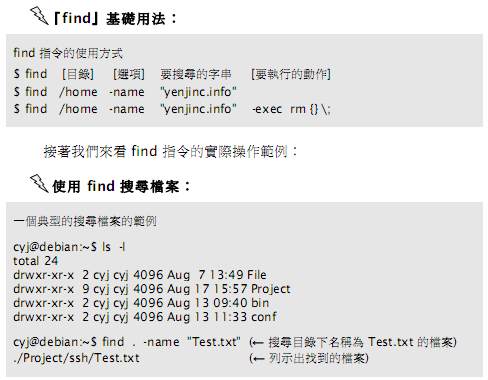 『find』基礎用法：
find 指令的使用方式
$ find [目錄] [選項] 要搜尋的字串 [要執行的動作]
$ find /home -name "yenjinc.info"
$ find /home -name "yenjinc.info" -exec rm {} \;
接著我們來看 find 指令的實際操作範例：
使用 find 搜尋檔案：
一個典型的搜尋檔案的範例
cyj@debian:~$ ls -l
total 24
drwxr-xr-x 2 cyj cyj 4096 Aug 7 13:49 File
drwxr-xr-x 9 cyj cyj 4096 Aug 17 15:57 Project
drwxr-xr-x 2 cyj cyj 4096 Aug 13 09:40 bin
drwxr-xr-x 2 cyj cyj 4096 Aug 13 11:33 conf
cyj@debian:~$ find . -name "Test.txt" (← 搜尋目錄下名稱為 Test.txt 的檔案)
./Project/ssh/Test.txt (← 列示出找到的檔案)